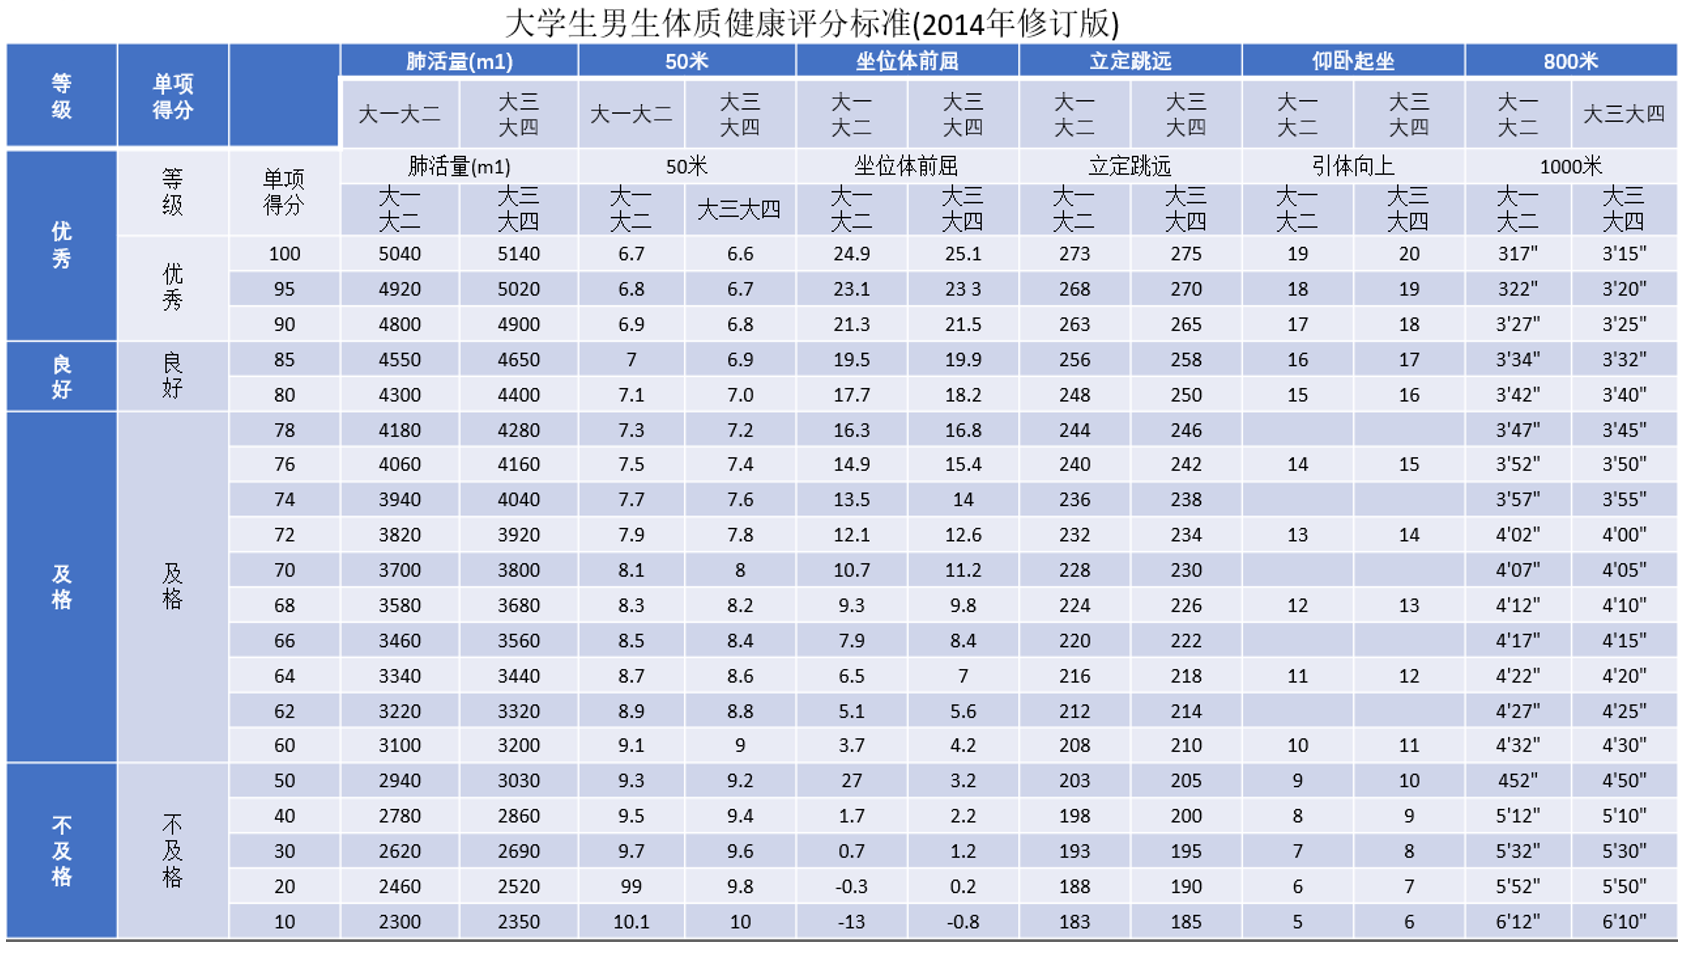 大学生男生体质健康评分标准(2014年修订版)
等级 单项得分 肺活量(m1) 50米 坐位体前屈 立定跳远 仰卧起坐 800米
大一大二 大三大四 大一大二 大三大四 大一大二 大三大四 大一大二 大三大四 大一大二 大三大四 大一大二 大三大四
优秀 等级 单项得分 肺活量(m1) 50米 坐位体前屈 立定跳远 引体向上 1000米
大一大二 大三大四 大一大二 大三大四 大一大二 大三大四 大一大二 大三大四 大一大二 大三大四 大一大二 大三大四
优秀 100 5040 5140 6.7 6.6 24.9 25.1 273 275 19 20 317" 3'15"
95 4920 5020 6.8 6.7 23.1 23 3 268 270 18 19 322" 3'20"
90 4800 4900 6.9 6.8 21.3 21.5 263 265 17 18 3'27" 3'25"
良好 良好 85 4550 4650 7 6.9 19.5 19.9 256 258 16 17 3'34" 3'32"
80 4300 4400 7.1 7.0 17.7 18.2 248 250 15 16 3'42" 3'40"
及格 及格 78 4180 4280 7.3 7.2 16.3 16.8 244 246 3'47" 3'45"
76 4060 4160 7.5 7.4 14.9 15.4 240 242 14 15 3'52" 3'50"
74 3940 4040 7.7 7.6 13.5 14 236 238 3'57" 3'55"
72 3820 3920 7.9 7.8 12.1 12.6 232 234 13 14 4'02" 4'00"
70 3700 3800 8.1 8 10.7 11.2 228 230 4'07" 4'05"
68 3580 3680 8.3 8.2 9.3 9.8 224 226 12 13 4'12" 4'10"
66 3460 3560 8.5 8.4 7.9 8.4 220 222 4'17" 4'15"
64 3340 3440 8.7 8.6 6.5 7 216 218 11 12 4'22" 4'20"
62 3220 3320 8.9 8.8 5.1 5.6 212 214 4'27" 4'25"
60 3100 3200 9.1 9 3.7 4.2 208 210 10 11 4'32" 4'30"
不及格 不及格 50 2940 3030 9.3 9.2 27 3.2 203 205 9 10 452" 4'50"
40 2780 2860 9.5 9.4 1.7 2.2 198 200 8 9 5'12" 5'10"
30 2620 2690 9.7 9.6 0.7 1.2 193 195 7 8 5'32" 5'30"
20 2460 2520 99 9.8 -0.3 0.2 188 190 6 7 5'52" 5'50"
10 2300 2350 10.1 10 -13 -0.8 183 185 5 6 6'12" 6'10"